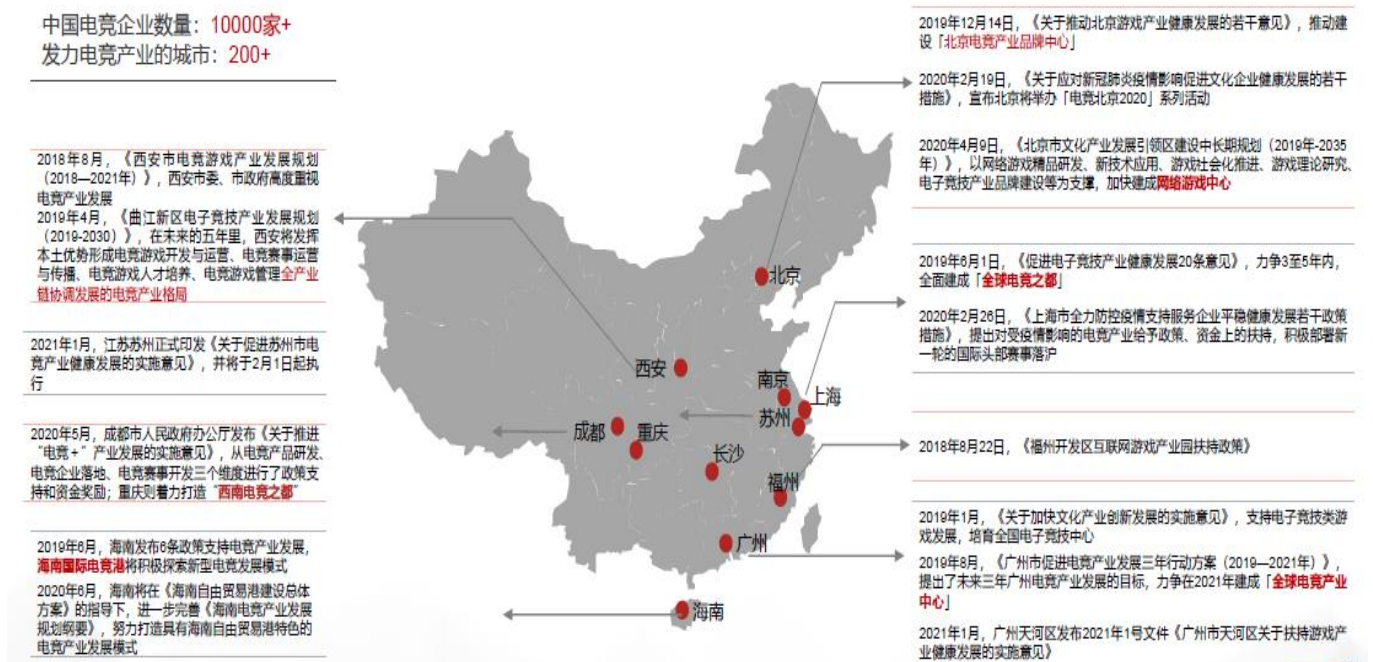 中国电竞企业数量：10000家+
发力电竞产业的城市：200+
2018年8月，《西安市电竞游戏产业发展规划
（2018—2021年）》，西安市委、市政府高度重视
电竞产业发展
2019年4月，《曲江新区电子竞技产业发展规划
（2019-2030）》，在未来的五年里，西安将发挥
本土优势形成电竞游戏开发与运营、电竞赛事运营
与传播、电竞游戏人才培养、电竞游戏管理全产业
链协调发展的电竞产业格局
2021年1月，江苏苏州正式印发《关于促进苏州市电
竞产业健康发展的实施意见》，并将于2月1日起执
行
2020年5月，成都市人民政府办公厅发布《关于推进
“电竞+”产业发展的实施意见》，从电竞产品研发、
电竞企业落地、电竞赛事开发三个维度进行了政策支
持和资金奖励；重庆则着力打造“西南电竞之都”
2019年6月，海南发布6条政策支持电竞产业发展，
海南国际电竞港将积极探索新型电竞发展模式
2020年6月，海南将在《海南自由贸易港建设总体
方案》的指导下，进一步完善《海南电竞产业发展
规划纲要》，努力打造具有海南自由贸易港特色的
电竞产业发展模式
北京
西安
南京
上海
苏州
成都
重庆
长沙
福州
广州
海南
2019年12月14日，《关于推动北京游戏产业健康发展的若干意见》，推动建
设「北京电竞产业品牌中心」
2020年2月19日，《关于应对新冠肺炎疫情影响促进文化企业健康发展的若干
措施》，宣布北京将举办「电竞北京2020」系列活动
2020年4月9日，《北京市文化产业发展引领区建设中长期规划（2019年-2035
年）》，以网络游戏精品研发、新技术应用、游戏社会化推进、游戏理论研究、
电子竞技产业品牌建设等为支撑，加快建成网络游戏中心
2019年6月1日，《促进电子竞技产业健康发展20条意见》，力争3至5年内，
全面建成「全球电竞之都」
2020年2月26日，《上海市全力防控疫情支持服务企业平稳健康发展若干政策
措施》，提出对受疫情影响的电竞产业给予政策、资金上的扶持，积极部署新
一轮的国际头部赛事落沪
2018年8月22日，《福州开发区互联网游戏产业园扶持政策》
2019年1月，《关于加快文化产业创新发展的实施意见》，支持电子竞技类游
戏发展，培育全国电子竞技中心
2019年8月，《广州市促进电竞产业发展三年行动方案（2019—2021年）》，
提出了未来三年广州电竞产业发展的目标，力争在2021年建成「全球电竞产业
中心」
2021年1月，广州天河区发布2021年1号文件《广州市天河区关于扶持游戏产
业健康发展的实施意见》